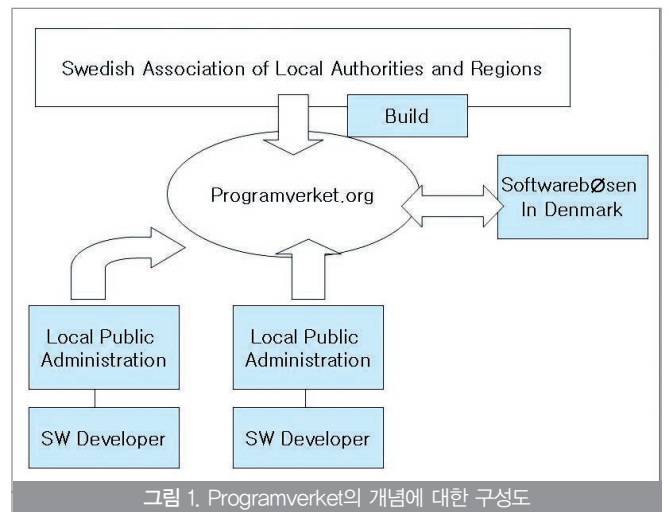 Swedish Association of Local Authorities and Regions
Build
Programverket.org
Softwarebøsen
In Denmark
Local Public
Administration
Local Public
Administration
SW Developer
SW Developer
그림 1. Programverket의 개념에 대한 구성도